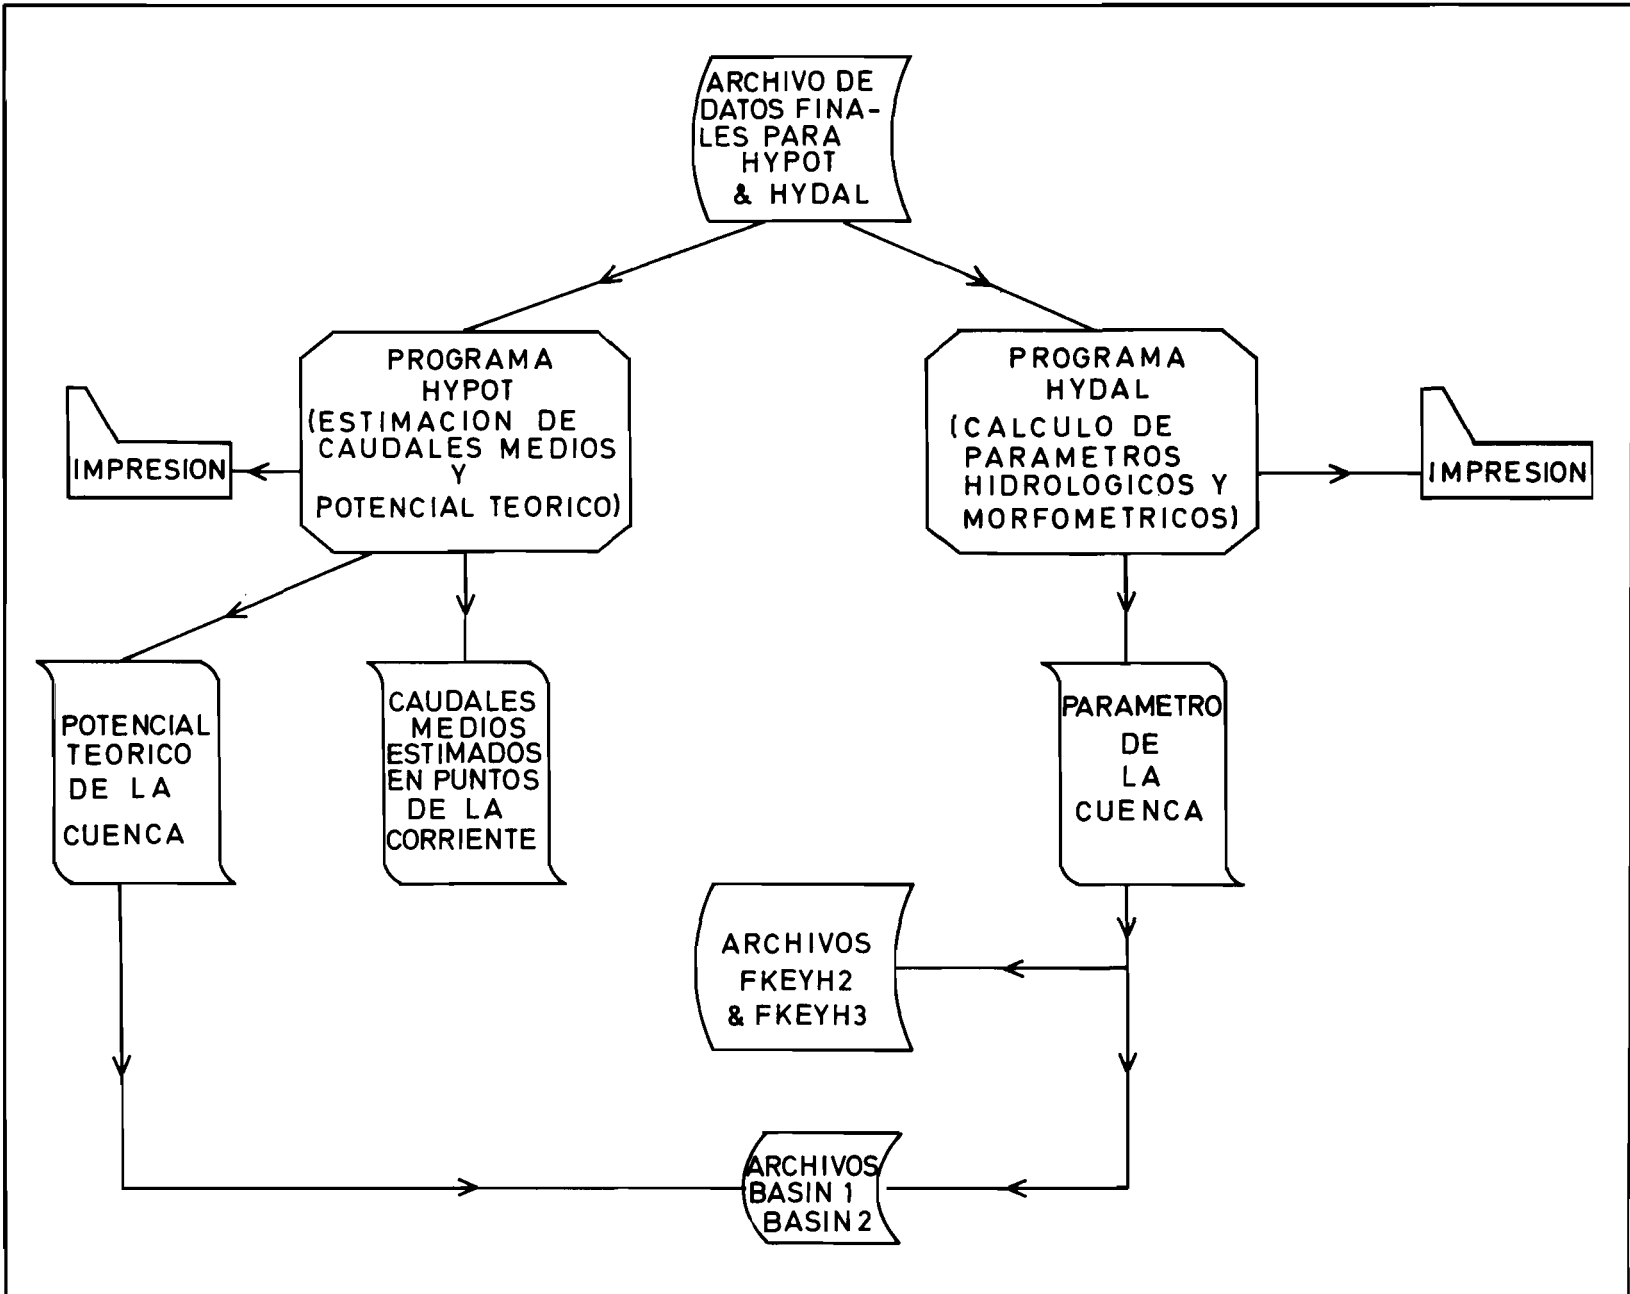 ARCHIVO DE
DATOS FINA-
LES PARA
HYPOT
& HYDAL
PROGRAMA
HYPOT
(ESTIMACION DE
CAUDALES MEDIOS
Y
POTENCIAL TEORICO)
PROGRAMA
HYDAL
(CALCULO DE
PARAMETROS
HIDROLOGICOS Y
MORFOMETRICOS)
IMPRESION
IMPRESION
POTENCIAL
TEORICO
DE LA
CUENCA
CAUDALES
MEDIOS
ESTIMADOS
EN PUNTOS
DE LA
CORRIENTE
PARAMETRO
DE
LA
CUENCA
ARCHIVOS
FKEYH2
& FKEYH3
ARCHIVOS
BASIN 1
BASIN 2